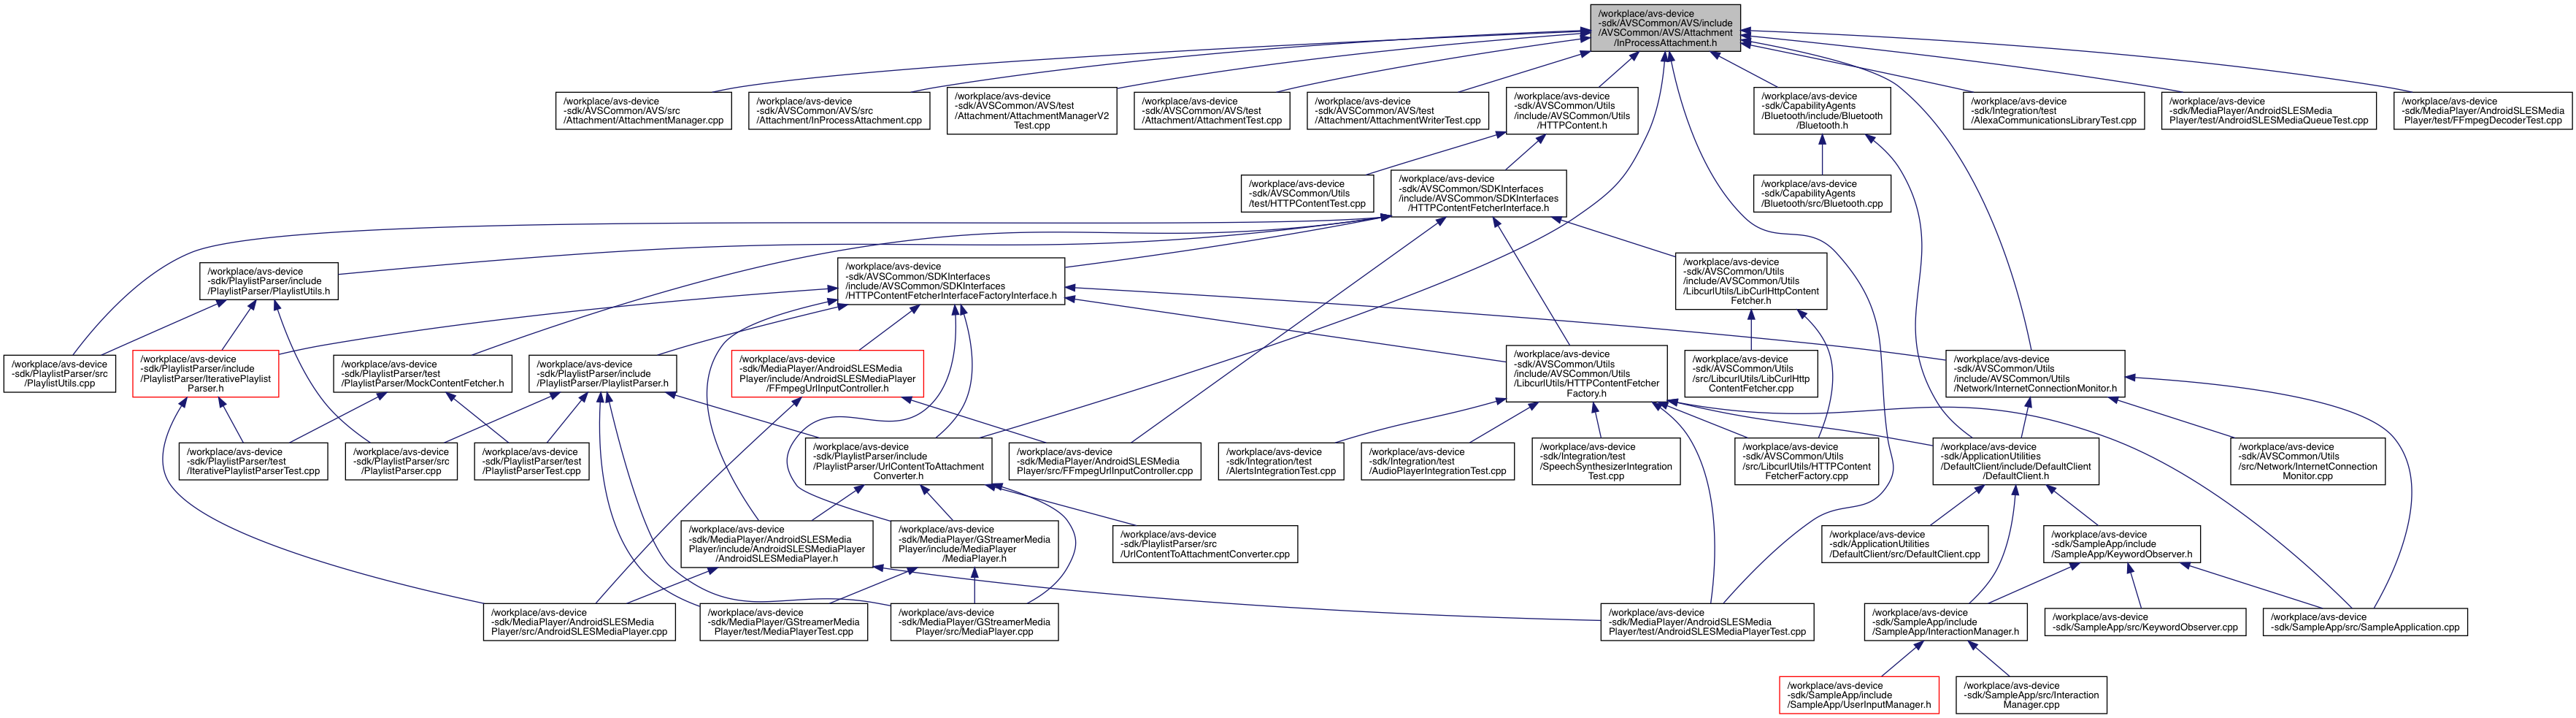 /workplace/avs-device
-sdk/AVSCommon/AVS/include
/AVSCommon/AVS/Attachment
/InProcessAttachment.h
/workplace/avs-device
-sdk/AVSCommon/AVS/src
/Attachment/AttachmentManager.cpp
/workplace/avs-device
-sdk/AVSCommon/AVS/src
/Attachment/InProcessAttachment.cpp
/workplace/avs-device
-sdk/AVSCommon/AVS/test
/Attachment/AttachmentManagerV2
Test.cpp
/workplace/avs-device
-sdk/AVSCommon/AVS/test
/Attachment/AttachmentTest.cpp
/workplace/avs-device
-sdk/AVSCommon/AVS/test
/Attachment/AttachmentWriterTest.cpp
/workplace/avs-device
-sdk/AVSCommon/Utils
/include/AVSCommon/Utils
/HTTPContent.h
/workplace/avs-device
-sdk/CapabilityAgents
/Bluetooth/include/Bluetooth
/Bluetooth.h
/workplace/avs-device
-sdk/Integration/test
/AlexaCommunicationsLibraryTest.cpp
/workplace/avs-device
-sdk/MediaPlayer/AndroidSLESMedia
Player/test/AndroidSLESMediaQueueTest.cpp
/workplace/avs-device
-sdk/MediaPlayer/AndroidSLESMedia
Player/test/FFmpegDecoderTest.cpp
/workplace/avs-device
-sdk/AVSCommon/Utils
/test/HTTPContentTest.cpp
/workplace/avs-device
-sdk/AVSCommon/SDKInterfaces
/include/AVSCommon/SDKInterfaces
/HTTPContentFetcherInterface.h
/workplace/avs-device
-sdk/CapabilityAgents
/Bluetooth/src/Bluetooth.cpp
/workplace/avs-device
-sdk/PlaylistParser/include
/PlaylistParser/PlaylistUtils.h
/workplace/avs-device
-sdk/AVSCommon/SDKInterfaces
/include/AVSCommon/SDKInterfaces
/HTTPContentFetcherInterfaceFactoryInterface.h
/workplace/avs-device
-sdk/AVSCommon/Utils
/include/AVSCommon/Utils
/LibcurlUtils/LibCurlHttpContent
Fetcher.h
/workplace/avs-device
-sdk/PlaylistParser/src
/PlaylistUtils.cpp
/workplace/avs-device
-sdk/PlaylistParser/include
/PlaylistParser/IterativePlaylist
Parser.h
/workplace/avs-device
-sdk/PlaylistParser/test
/PlaylistParser/MockContentFetcher.h
/workplace/avs-device
-sdk/PlaylistParser/include
/PlaylistParser/PlaylistParser.h
/workplace/avs-device
-sdk/MediaPlayer/AndroidSLESMedia
Player/include/AndroidSLESMediaPlayer
/FFmpegUrlInputController.h
/workplace/avs-device
-sdk/AVSCommon/Utils
/include/AVSCommon/Utils
/LibcurlUtils/HTTPContentFetcher
Factory.h
/workplace/avs-device
-sdk/AVSCommon/Utils
/src/LibcurlUtils/LibCurlHttp
ContentFetcher.cpp
/workplace/avs-device
-sdk/AVSCommon/Utils
/include/AVSCommon/Utils
/Network/InternetConnectionMonitor.h
/workplace/avs-device
-sdk/PlaylistParser/test
/IterativePlaylistParserTest.cpp
/workplace/avs-device
-sdk/PlaylistParser/src
/PlaylistParser.cpp
/workplace/avs-device
-sdk/PlaylistParser/test
/PlaylistParserTest.cpp
/workplace/avs-device
-sdk/PlaylistParser/include
/PlaylistParser/UrlContentToAttachment
Converter.h
/workplace/avs-device
-sdk/MediaPlayer/AndroidSLESMedia
Player/src/FFmpegUrlInputController.cpp
/workplace/avs-device
-sdk/Integration/test
/AlertsIntegrationTest.cpp
/workplace/avs-device
-sdk/Integration/test
/AudioPlayerIntegrationTest.cpp
/workplace/avs-device
-sdk/Integration/test
/SpeechSynthesizerIntegration
Test.cpp
/workplace/avs-device
-sdk/AVSCommon/Utils
/src/LibcurlUtils/HTTPContent
FetcherFactory.cpp
/workplace/avs-device
-sdk/ApplicationUtilities
/DefaultClient/include/DefaultClient
/DefaultClient.h
/workplace/avs-device
-sdk/AVSCommon/Utils
/src/Network/InternetConnection
Monitor.cpp
/workplace/avs-device
-sdk/MediaPlayer/AndroidSLESMedia
Player/include/AndroidSLESMediaPlayer
/AndroidSLESMediaPlayer.h
/workplace/avs-device
-sdk/MediaPlayer/GStreamerMedia
Player/include/MediaPlayer
/MediaPlayer.h
/workplace/avs-device
-sdk/PlaylistParser/src
/UrlContentToAttachmentConverter.cpp
/workplace/avs-device
-sdk/ApplicationUtilities
/DefaultClient/src/DefaultClient.cpp
/workplace/avs-device
-sdk/SampleApp/include
/SampleApp/KeywordObserver.h
/workplace/avs-device
-sdk/MediaPlayer/AndroidSLESMedia
Player/src/AndroidSLESMediaPlayer.cpp
/workplace/avs-device
-sdk/MediaPlayer/GStreamerMedia
Player/test/MediaPlayerTest.cpp
/workplace/avs-device
-sdk/MediaPlayer/GStreamerMedia
Player/src/MediaPlayer.cpp
/workplace/avs-device
-sdk/MediaPlayer/AndroidSLESMedia
Player/test/AndroidSLESMediaPlayerTest.cpp
/workplace/avs-device
-sdk/SampleApp/include
/SampleApp/InteractionManager.h
/workplace/avs-device
-sdk/SampleApp/src/KeywordObserver.cpp
/workplace/avs-device
-sdk/SampleApp/src/SampleApplication.cpp
/workplace/avs-device
-sdk/SampleApp/include
/SampleApp/UserInputManager.h
/workplace/avs-device
-sdk/SampleApp/src/Interaction
Manager.cpp